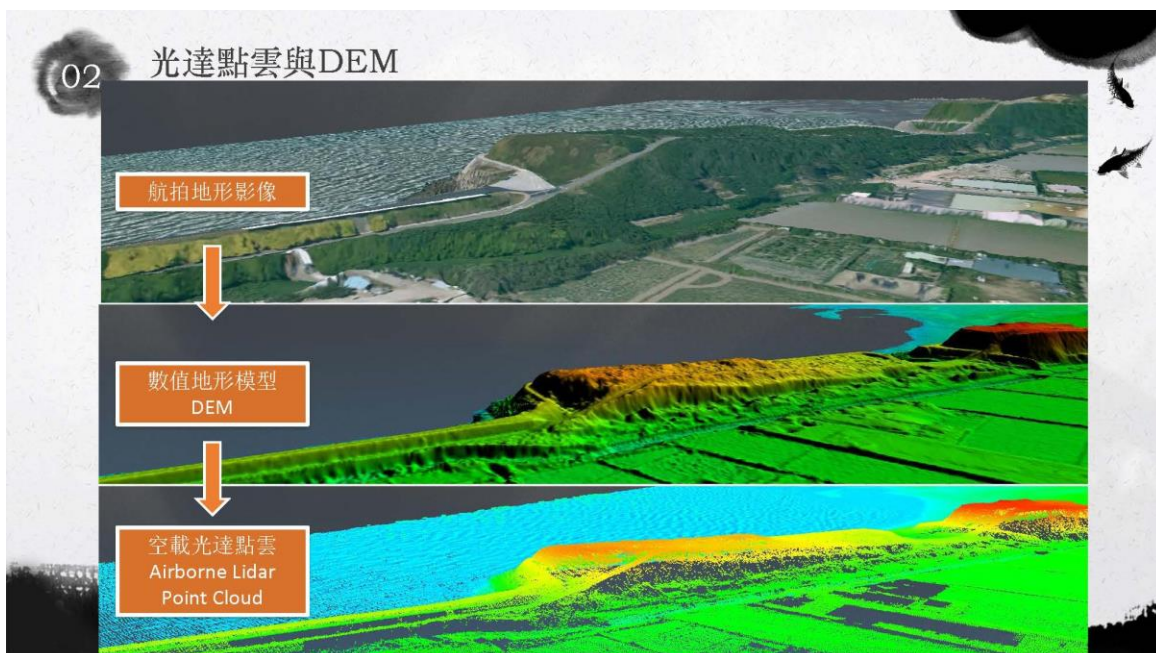 02
光達點雲與DEM
航拍地形影像
數值地形模型
DEM
空載光達點雲
Airborne Lidar
Point Cloud